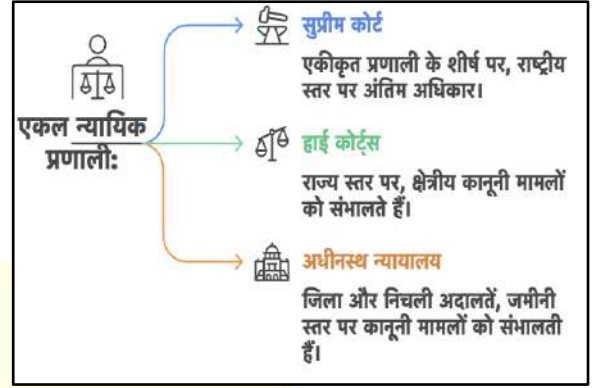 एकल न्यायिक
प्रणाली:
सुप्रीम कोर्ट
एकीकृत प्रणाली के शीर्ष पर, राष्ट्रीय
स्तर पर अंतिम अधिकार।
हाई कोर्ट्स
राज्य स्तर पर, क्षेत्रीय कानूनी मामलों
को संभालते हैं।
अधीनस्थ न्यायालय
जिला और निचली अदालतें, जमीनी
स्तर पर कानूनी मामलों को संभालती
हैं।